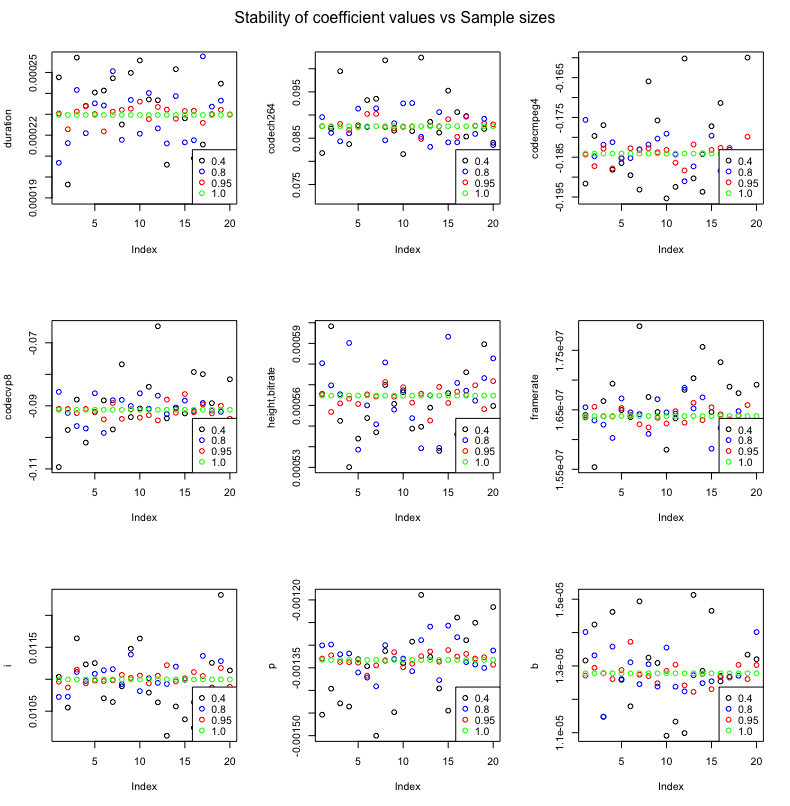 Stability of coefficient values vs Sample sizes
duration
0.00019 0.00022 0.00025
5 10 15 20
Index
0.4
0.8
0.95
1.0
codech264
0.075 0.085 0.095
5 10 15 20
Index
0.4
0.8
0.95
1.0
codecmpeg4
-0.195 -0.185 -0.175 -0.165
5 10 15 20
Index
0.4
0.8
0.95
1.0
codecvp8
-0.11 -0.09 -0.07
5 10 15 20
Index
0.4
0.8
0.95
1.0
height,bitrate
0.00053 0.00056 0.00059
5 10 15 20
Index
0.4
0.8
0.95
1.0
framerate
1.55e-07 1.65e-07 1.75e-07
5 10 15 20
Index
0.4
0.8
0.95
1.0
i
0.0105 0.0115
5 10 15 20
Index
0.4
0.8
0.95
1.0
p
-0.00150 -0.00135 -0.00120
5 10 15 20
Index
0.4
0.8
0.95
1.0
b
1.1e-05 1.3e-05 1.5e-05
5 10 15 20
Index
0.4
0.8
0.95
1.0